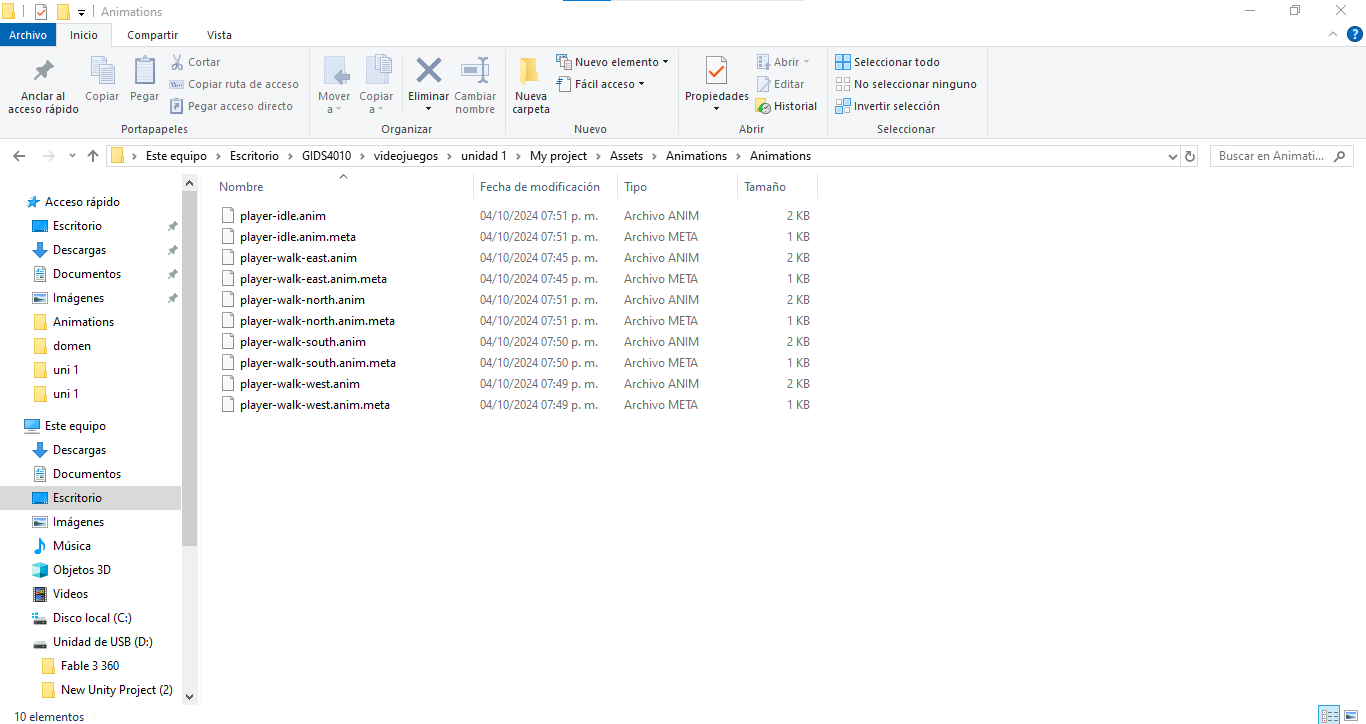 Animations
Archivo Inicio Compartir Vista
Anclar al acceso rápido
Copiar
Pegar
Cortar
Copiar ruta de acceso
Pegar acceso directo
Portapapeles
Mover a
Copiar a
Eliminar
Cambiar nombre
Organizar
Nueva carpeta
Nuevo elemento
Fácil acceso
Nuevo
Propiedades
Abrir
Editar
Historial
Abrir
Seleccionar todo
No seleccionar ninguno
Invertir selección
Seleccionar
Este equipo > Escritorio > GIDS4010 > videojuegos > unidad 1 > My project > Assets > Animations > Animations
Buscar en Animati...
Acceso rápido
Escritorio
Descargas
Documentos
Imágenes
Animations
domen
uni 1
uni 1
Este equipo
Descargas
Documentos
Escritorio
Imágenes
Música
Objetos 3D
Videos
Disco local (C:)
Unidad de USB (D:)
Fable 3 360
New Unity Project (2)
Nombre Fecha de modificación Tipo Tamaño
player-idle.anim 04/10/2024 07:51 p. m. Archivo ANIM 2 KB
player-idle.anim.meta 04/10/2024 07:51 p. m. Archivo META 1 KB
player-walk-east.anim 04/10/2024 07:45 p. m. Archivo ANIM 2 KB
player-walk-east.anim.meta 04/10/2024 07:45 p. m. Archivo META 1 KB
player-walk-north.anim 04/10/2024 07:51 p. m. Archivo ANIM 2 KB
player-walk-north.anim.meta 04/10/2024 07:51 p. m. Archivo META 1 KB
player-walk-south.anim 04/10/2024 07:50 p. m. Archivo ANIM 2 KB
player-walk-south.anim.meta 04/10/2024 07:50 p. m. Archivo META 1 KB
player-walk-west.anim 04/10/2024 07:49 p. m. Archivo ANIM 2 KB
player-walk-west.anim.meta 04/10/2024 07:49 p. m. Archivo META 1 KB
10 elementos